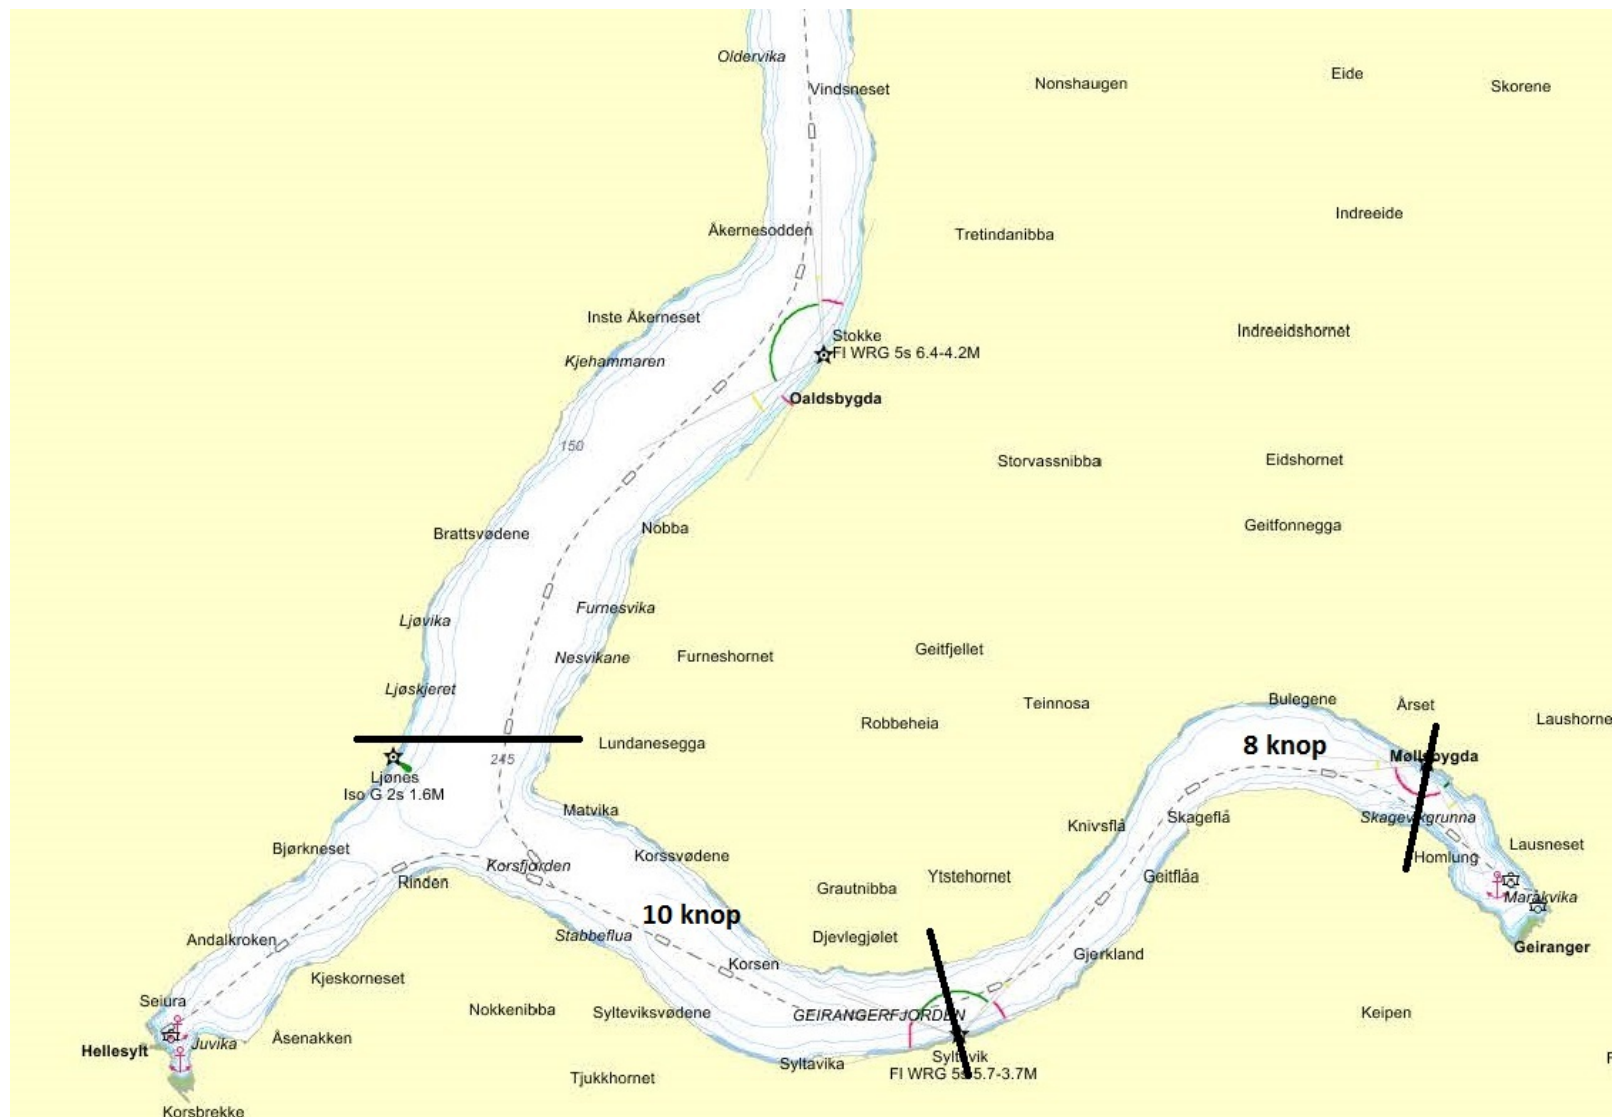 Oldervika
Vindsneset
Nonshaugen
Eide
Skorene
Åkernesodden
Tretindanibba
Indreeide
Inste Åkerneset
Kjehammaren
Stokke
Fl WRG 5s 6.4-4.2M
Indreeidshornet
Oaldsbygda
150
Storvassnibba
Eidshornet
Brattsvødene
Nobba
Geitfonnegga
Ljøvika
Furnesvika
Nesvikane
Furneshornet
Geitfjellet
Ljøskjeret
Teinnosa
Bulegene
Årset
Laushorne
Robbeheia
Lundanesegga
245
8 knop
Møllsbygda
Ljønes
Iso G 2s 1.6M
Matvika
Knivsflå
Skageflå
Skagevikgrunna
Bjørkneset
Korssvødene
Korsfjorden
Rinden
Homlung
Lausneset
Grautnibba
Ytstehornet
Geitflåa
Maråkvika
10 knop
Andalkroken
Stabbeflua
Djevlegjølet
Gjerkland
Geiranger
Kjeskorneset
Korsen
Seiura
Nokkenibba
Sylteviksvødene
GEIRANGERFJORDEN
Keipen
Hellesylt
Juvika
Åsenakken
Syltavika
Syltavik
Fl WRG 5s 5.7-3.7M
Tjukkhornet
Korsbrekke